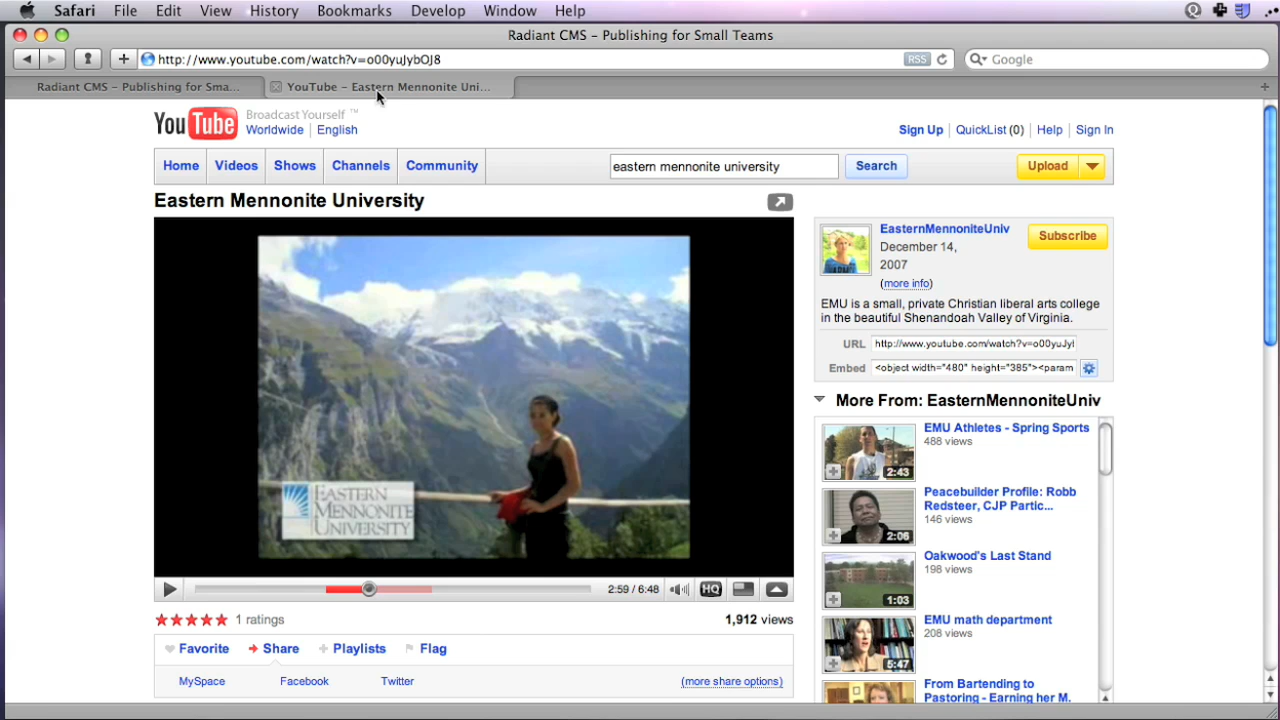 Safari File Edit View History Bookmarks Develop Window Help
Radiant CMS – Publishing for Small Teams
http://www.youtube.com/watch?v=o00yuJybOJ8 RSS Google
Radiant CMS – Publishing for Sma... YouTube – Eastern Mennonite Uni...
YouTube Broadcast Yourself ™
Worldwide | English Sign Up | QuickList (0) | Help | Sign In
Home Videos Shows Channels Community eastern mennonite university Search Upload
Eastern Mennonite University
EasternMennoniteUniv Subscribe
December 14,
2007
(more info)
EMU is a small, private Christian liberal arts college
in the beautiful Shenandoah Valley of Virginia.
URL http://www.youtube.com/watch?v=o00yuJyl
Embed <object width="480" height="385"><param
More From: EasternMennoniteUniv
EMU Athletes - Spring Sports
488 views
2:43
Peacebuilder Profile: Robb
Redsteer, CJP Partic...
146 views
2:06
Oakwood's Last Stand
198 views
1:03
EMU math department
208 views
5:47
From Bartending to
Pastoring - Earning her M.
EASTERN
MENNONITE
UNIVERSITY
2:59 / 6:48 HQ
1 ratings 1,912 views
Favorite Share Playlists Flag
MySpace Facebook Twitter (more share options)